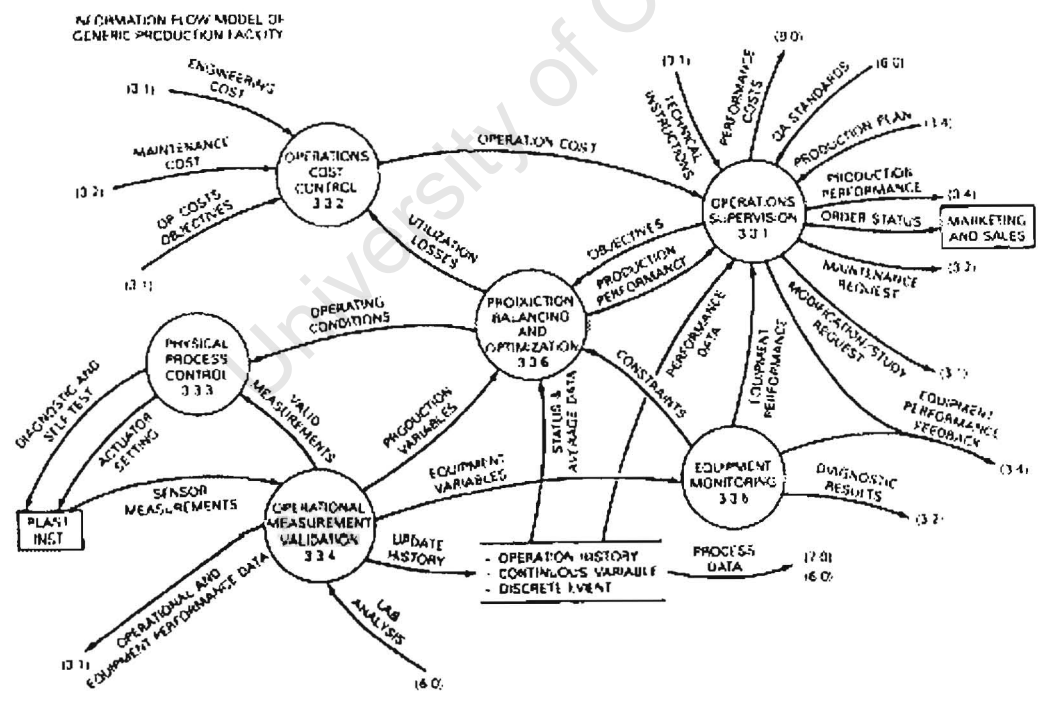 INFORMATION FLOW MODEL OF
GENERIC PRODUCTION FACILITY
University of C
(3.1)
ENGINEERING
COST
MAINTENANCE
COST
(3.2)
OP COSTS
OBJECTIVES
(3.1)
OPERATIONS
COST
CONTROL
3 3 2
OPERATION COST
(3.1)
TECHNICAL
INSTRUCTIONS
PERFORMANCE
COSTS
(9.0)
QA STANDARDS
(6.0)
PRODUCTION PLAN
(3.4)
PRODUCTION
PERFORMANCE
(3.4)
ORDER STATUS
MARKETING
AND SALES
OPERATIONS
SUPERVISION
3 3 1
MAINTENANCE
REQUEST
(3.2)
MODIFICATION/STUDY
REQUEST
(3.1)
EQUIPMENT
PERFORMANCE
FEEDBACK
(3.4)
UTILIZATION
LOSSES
OBJECTIVES
PRODUCTION
PERFORMANCE
PERFORMANCE
DATA
EQUIPMENT
PERFORMANCE
OPERATING
CONDITIONS
PRODUCTION
BALANCING
AND
OPTIMIZATION
3 3 6
CONSTRAINTS
PHYSICAL
PROCESS
CONTROL
3 3 3
DIAGNOSTIC AND
SELF TEST
ACTUATOR
SETTING
VALID
MEASUREMENTS
PRODUCTION
VARIABLES
STATUS &
AVERAGE DATA
EQUIPMENT
VARIABLES
EQUIPMENT
MONITORING
DIAGNOSTIC
RESULTS
(3.2)
SENSOR
MEASUREMENTS
PLANT
INST
OPERATIONAL
MEASUREMENT
VALIDATION
3 3 4
UPDATE
HISTORY
- OPERATION HISTORY
- CONTINUOUS VARIABLE
- DISCRETE EVENT
PROCESS
DATA
(7.0)
(6.0)
OPERATIONAL AND
EQUIPMENT PERFORMANCE DATA
(3.1)
LAB
ANALYSIS
(6.0)